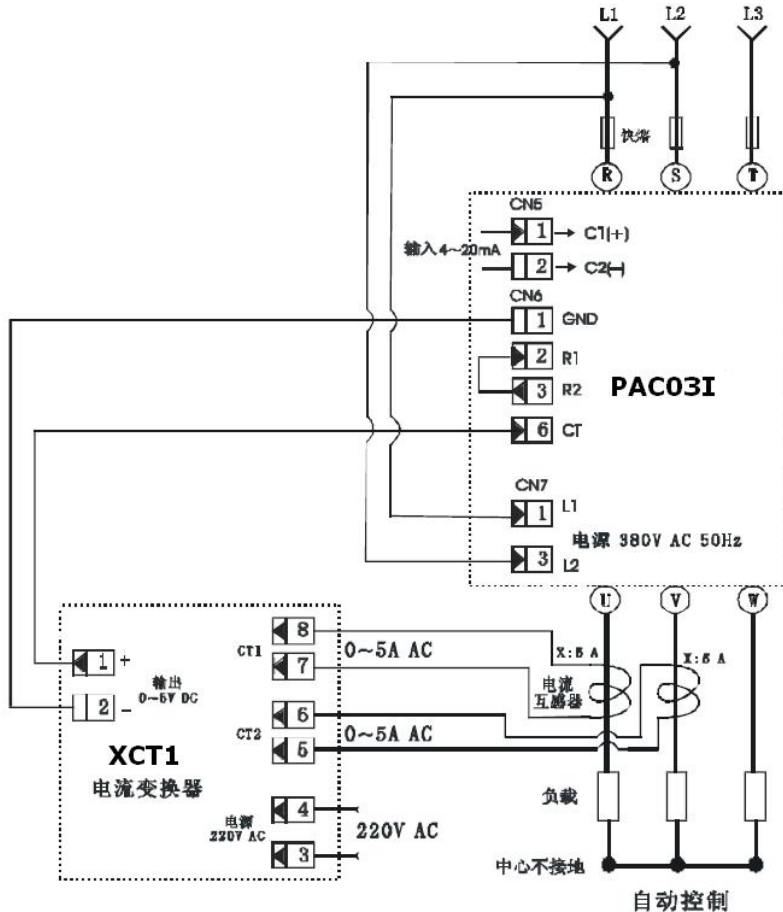 L1 L2 L3
快熔
R S T
CN5
1 C1(+)
输入 4~20mA
2 C2(-)
CN6
1 GND
2 R1
3 R2
PAC03I
6 CT
CN7
1 L1
电源 380V AC 50Hz
3 L2
U V W
8
CT1
0~5A AC
7
1 +
输出
0~5V DC
2 -
X:5 A
X:5 A
电流
互感器
6
CT2
0~5A AC
5
XCT1
电流变换器
4
电源
220V AC
220V AC
3
负载
中心不接地
自动控制